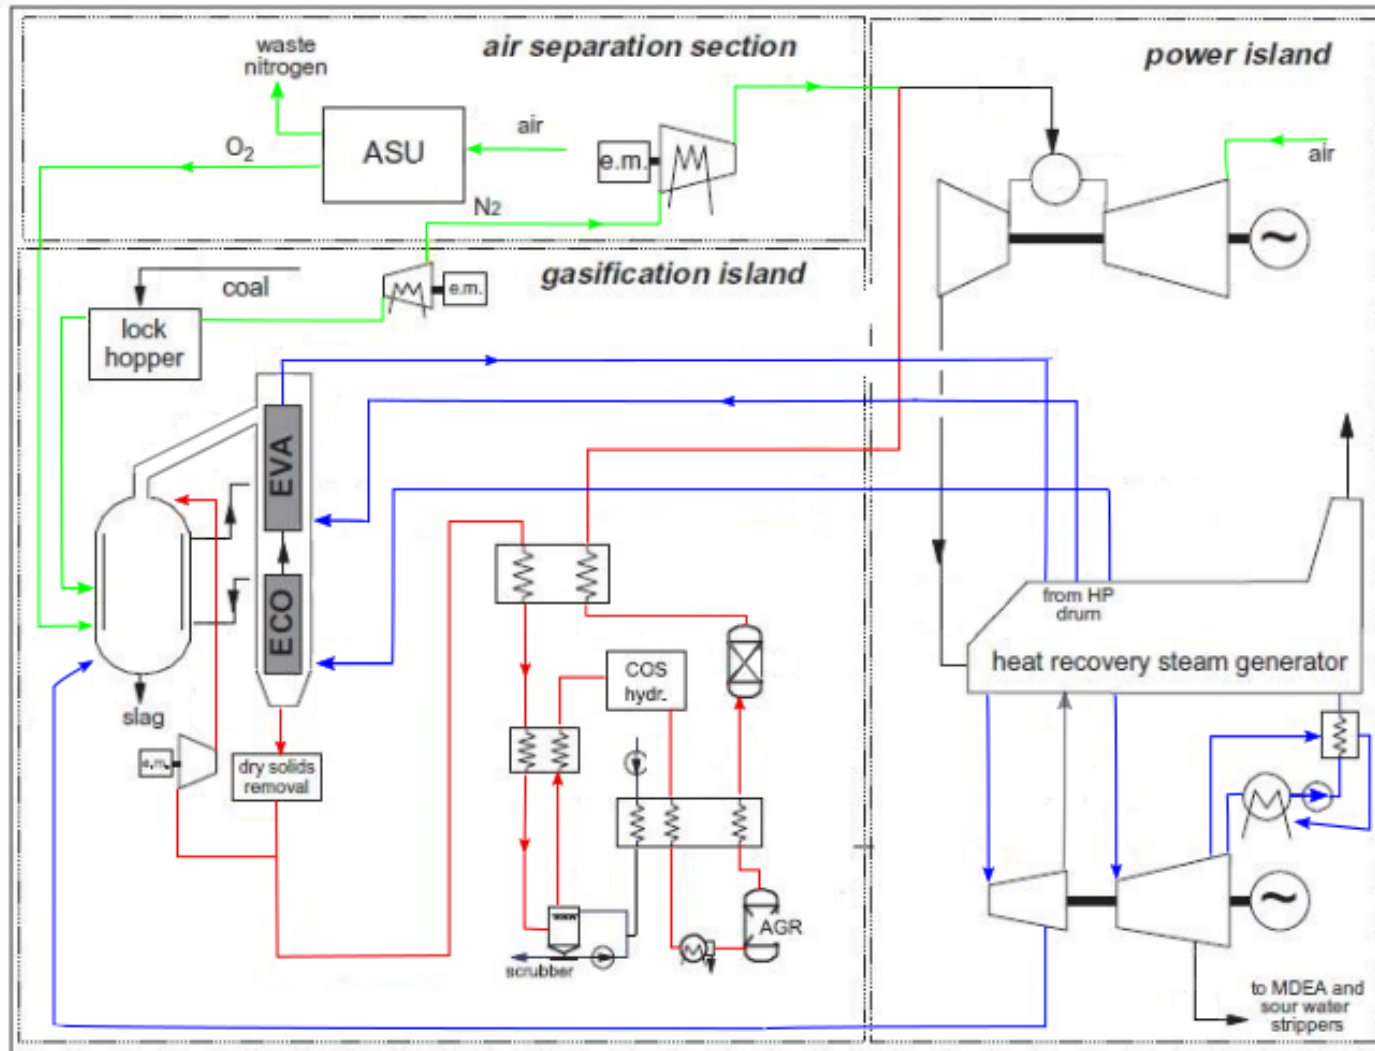 air separation section
waste
nitrogen
O2
ASU
air
e.m.
N2
power island
air
~
gasification island
coal
lock
hopper
e.m.
EVA
ECO
slag
e.m.
dry solids
removal
COS
hydr.
scrubber
AGR
from HP
drum
heat recovery steam generator
~
to MDEA and
sour water
strippers